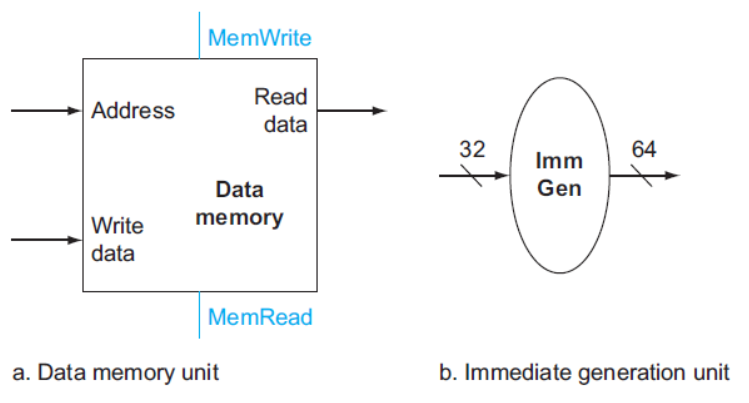 MemWrite
Address
Read
data
Data
memory
Write
data
MemRead
a. Data memory unit
32
Imm
Gen
64
b. Immediate generation unit